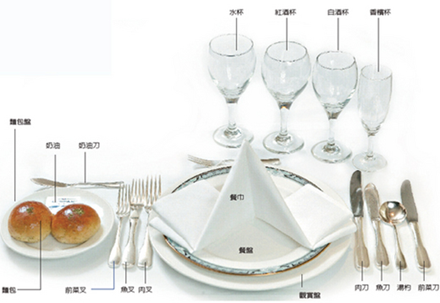 水杯
紅酒杯
白酒杯
香檳杯
麵包盤
奶油
奶油刀
餐巾
餐盤
麵包
前菜叉
魚叉
肉叉
觀賞盤
肉刀
魚刀
湯杓
前菜刀